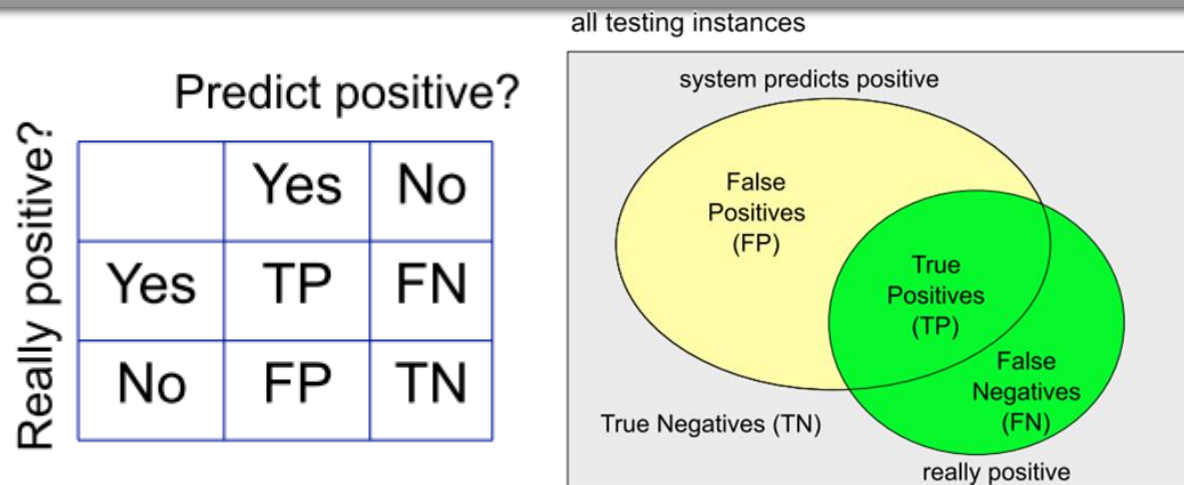 Predict positive?
Really positive?
Yes No
Yes TP FN
No FP TN
all testing instances
system predicts positive
False
Positives
(FP)
True
Positives
(TP)
False
Negatives
(FN)
True Negatives (TN)
really positive